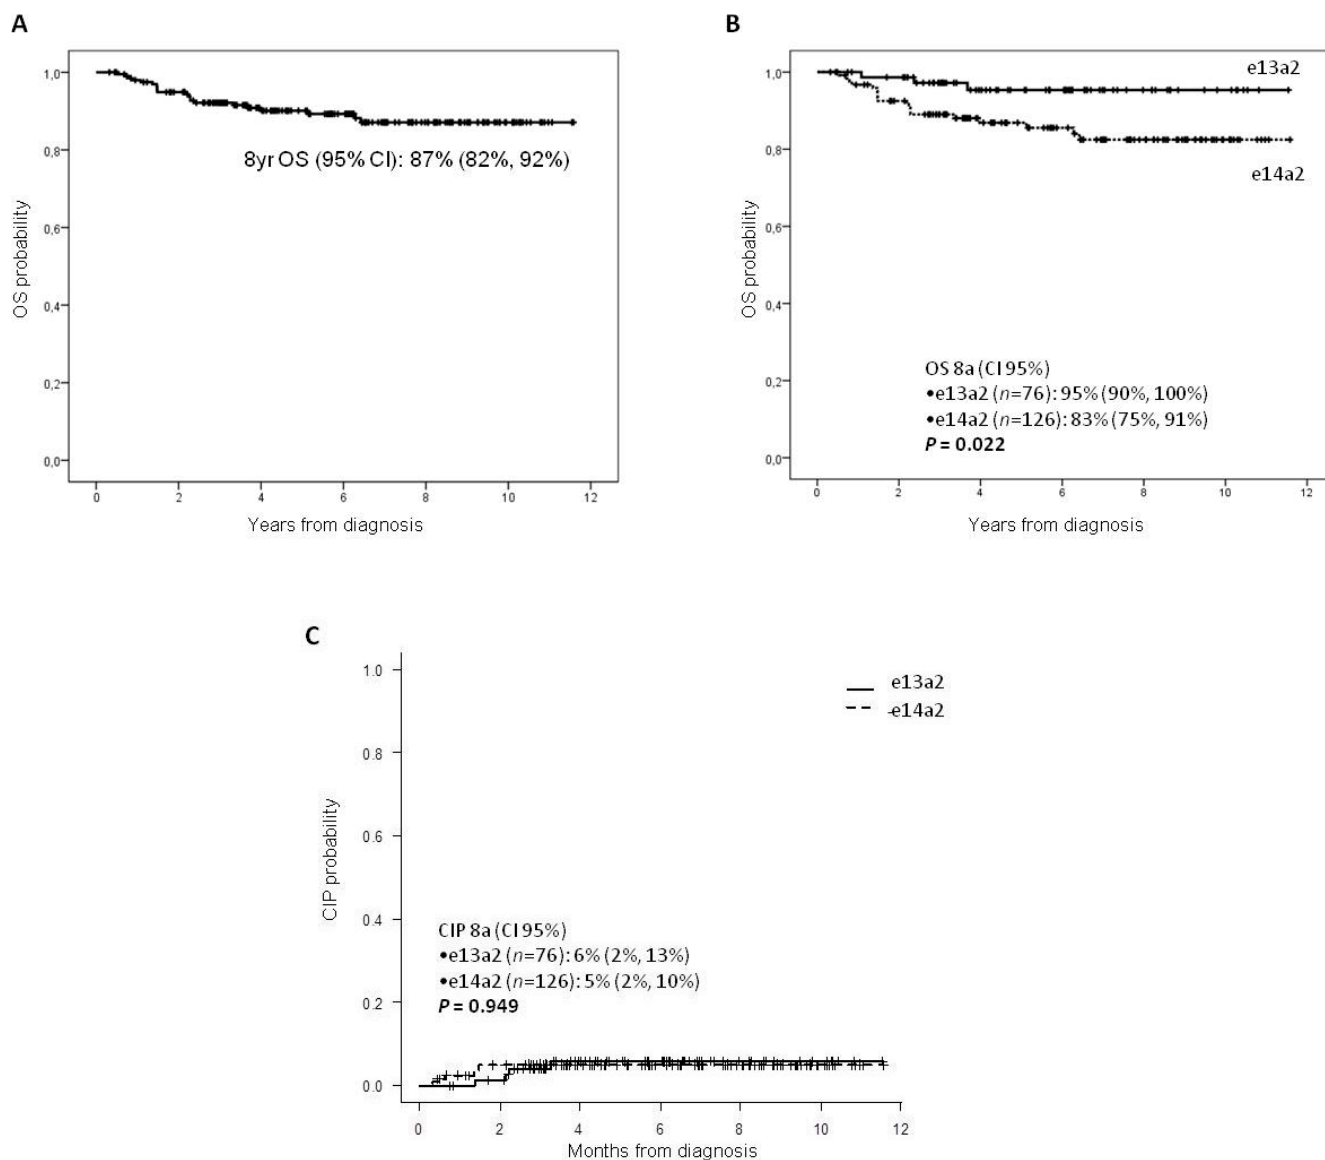 A
1,0
0,8
0,6
0,4
0,2
0,0
OS probability
8yr OS (95% CI): 87% (82%, 92%)
0 2 4 6 8 10 12
Years from diagnosis
B
1,0
0,8
0,6
0,4
0,2
0,0
OS probability
e13a2
e14a2
OS 8a (CI 95%)
•e13a2 (n=76): 95% (90%, 100%)
•e14a2 (n=126): 83% (75%, 91%)
P = 0.022
0 2 4 6 8 10 12
Years from diagnosis
C
1.0
0.8
0.6
0.4
0.2
0.0
CIP probability
e13a2
-e14a2
CIP 8a (CI 95%)
•e13a2 (n=76): 6% (2%, 13%)
•e14a2 (n=126): 5% (2%, 10%)
P = 0.949
0 2 4 6 8 10 12
Months from diagnosis